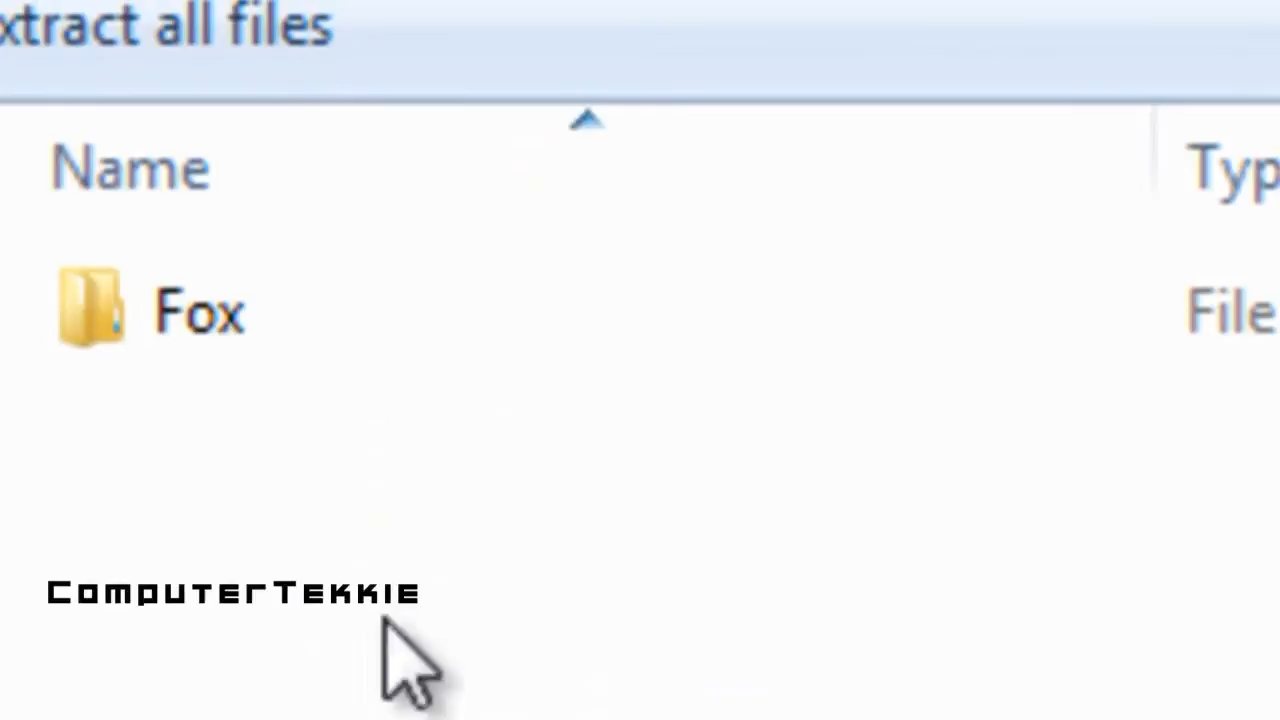 xtract all files
Name
Typ
Fox
File
ComputerTekkie